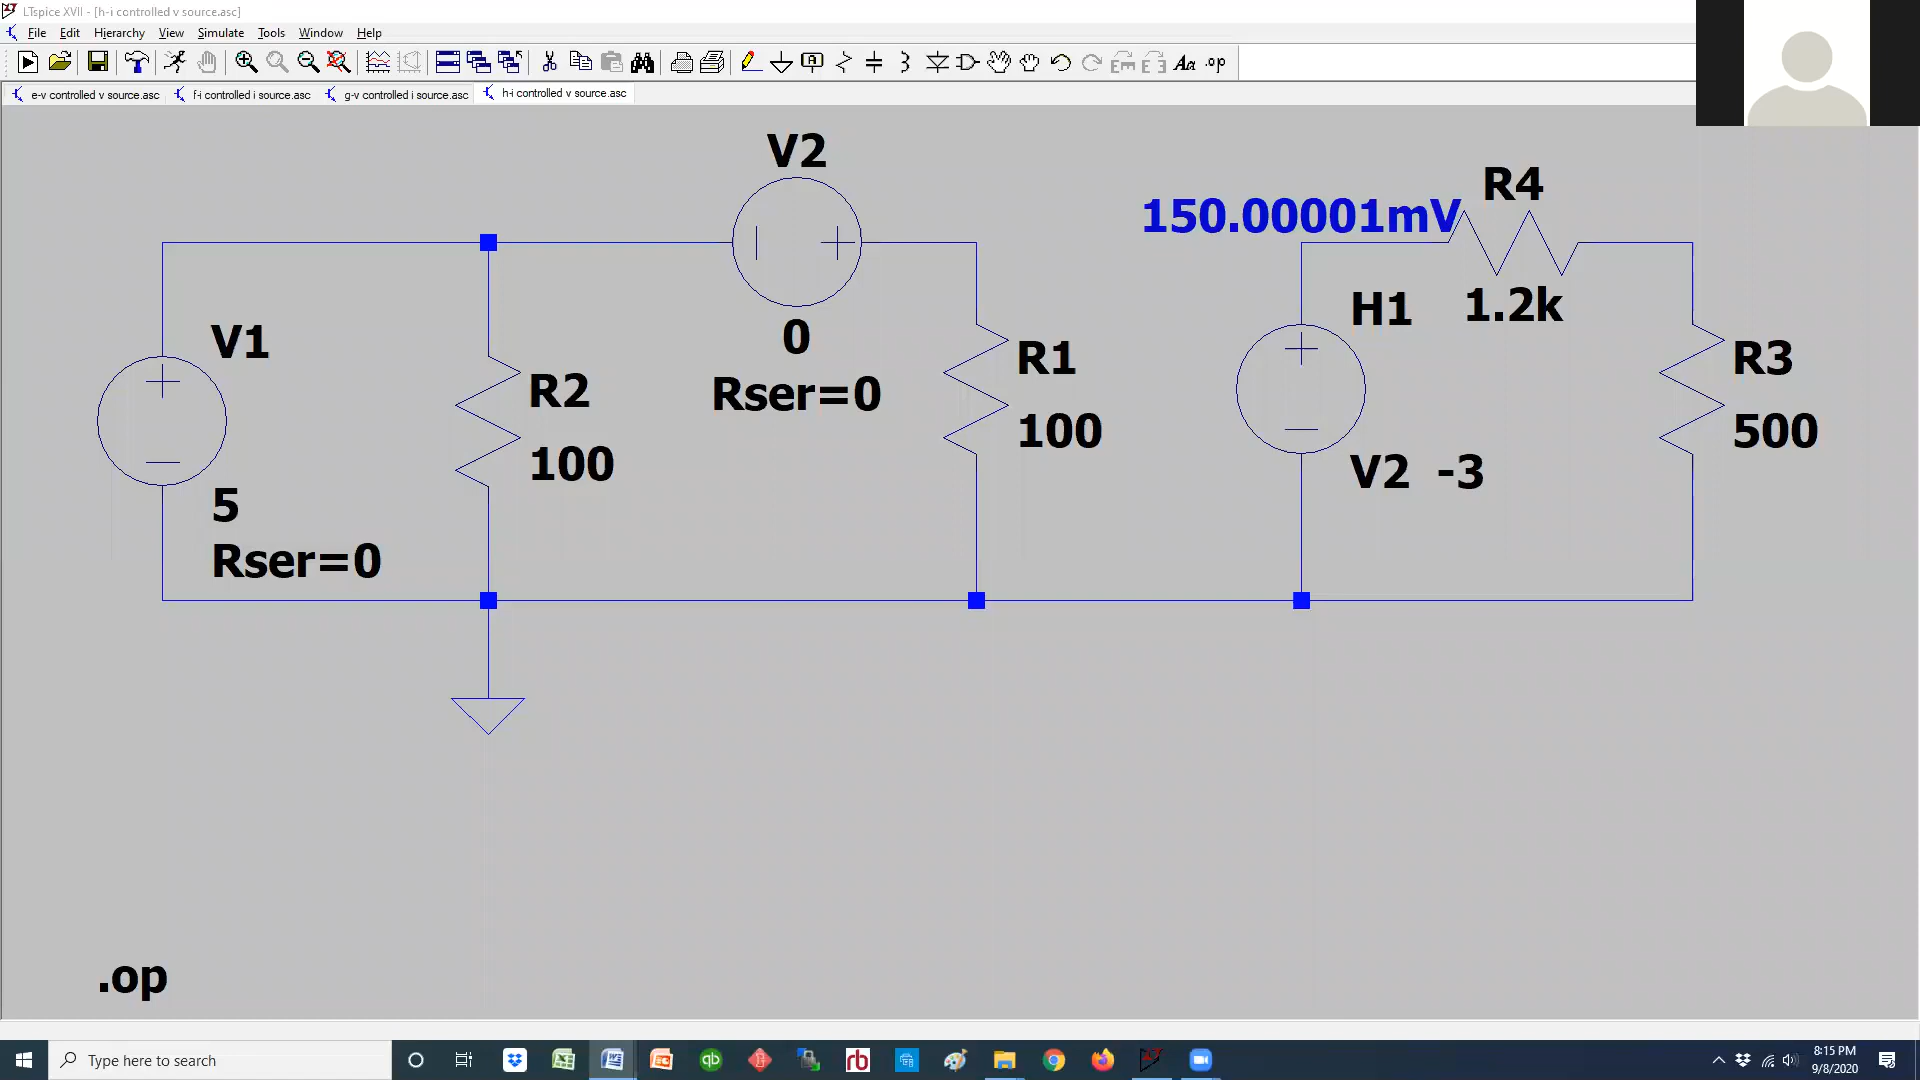 LTspice XVII - [h-i controlled v source.asc]
File Edit Hierarchy View Simulate Tools Window Help
.op
e-v controlled v source.asc f-i controlled i source.asc g-v controlled i source.asc h-i controlled v source.asc
V2
R4
150.00001mV
V1
H1
1.2k
0
R2
R1
R3
Rser=0
100
100
500
5
V2 -3
Rser=0
.op
Type here to search
qb
rb
8:15 PM
9/8/2020